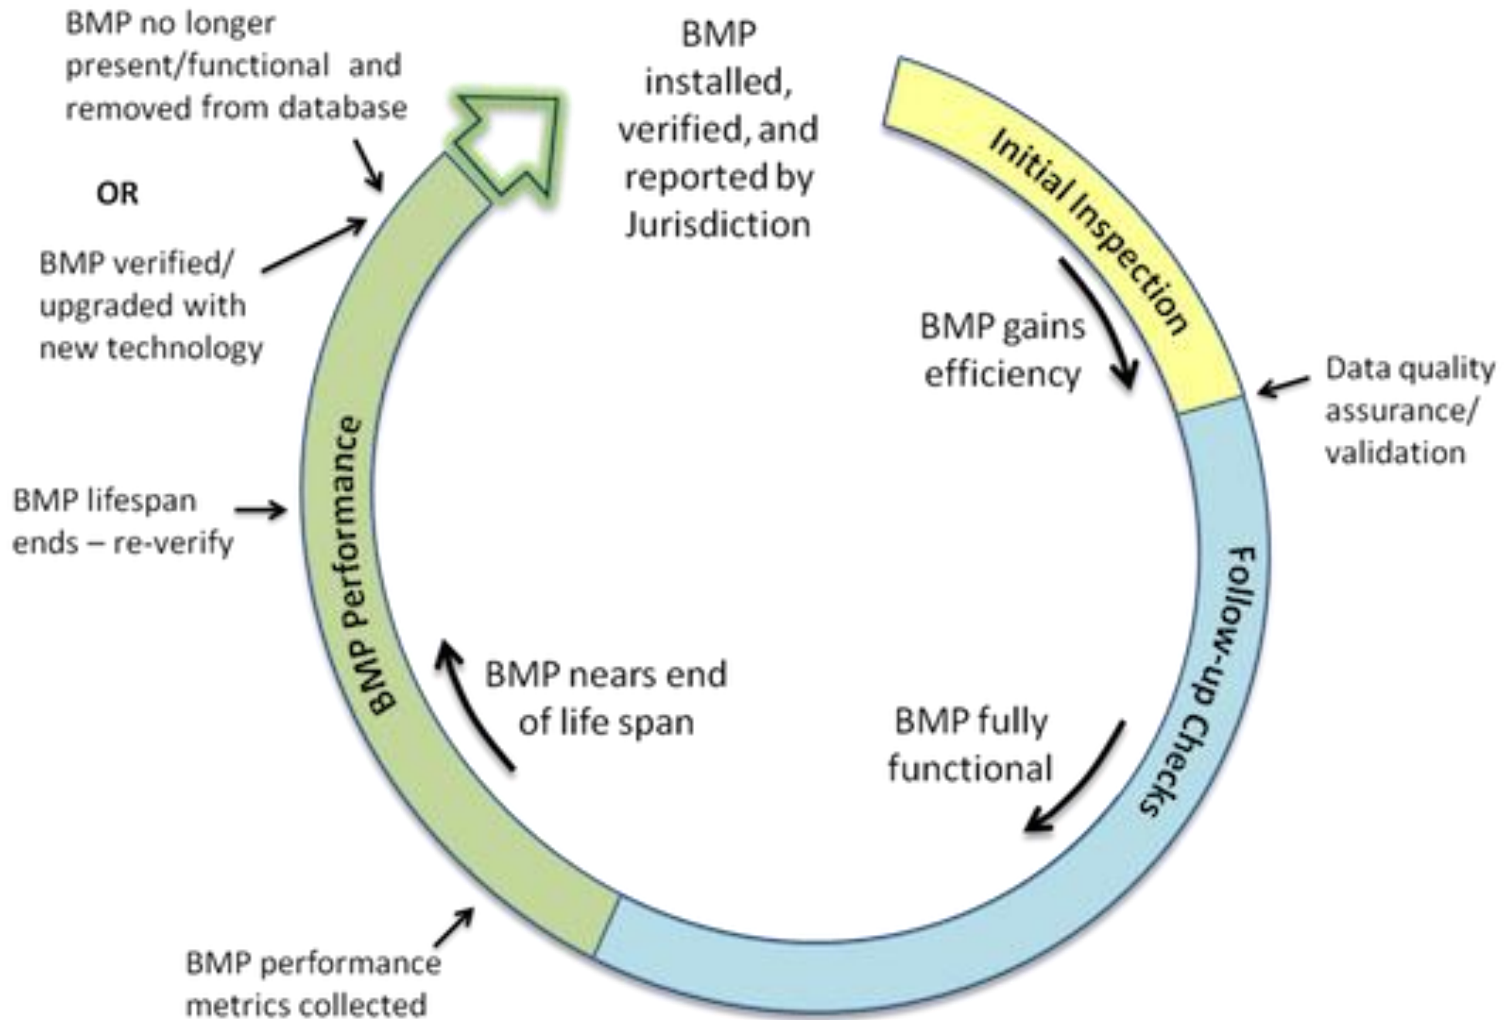 BMP no longer
present/functional and
removed from database
OR
BMP verified/
upgraded with
new technology
BMP lifespan
ends – re-verify
BMP performance
metrics collected
BMP
installed,
verified, and
reported by
Jurisdiction
Initial Inspection
BMP gains
efficiency
Data quality
assurance/
validation
Follow-up Checks
BMP fully
functional
BMP nears end
of life span
BMP Performance